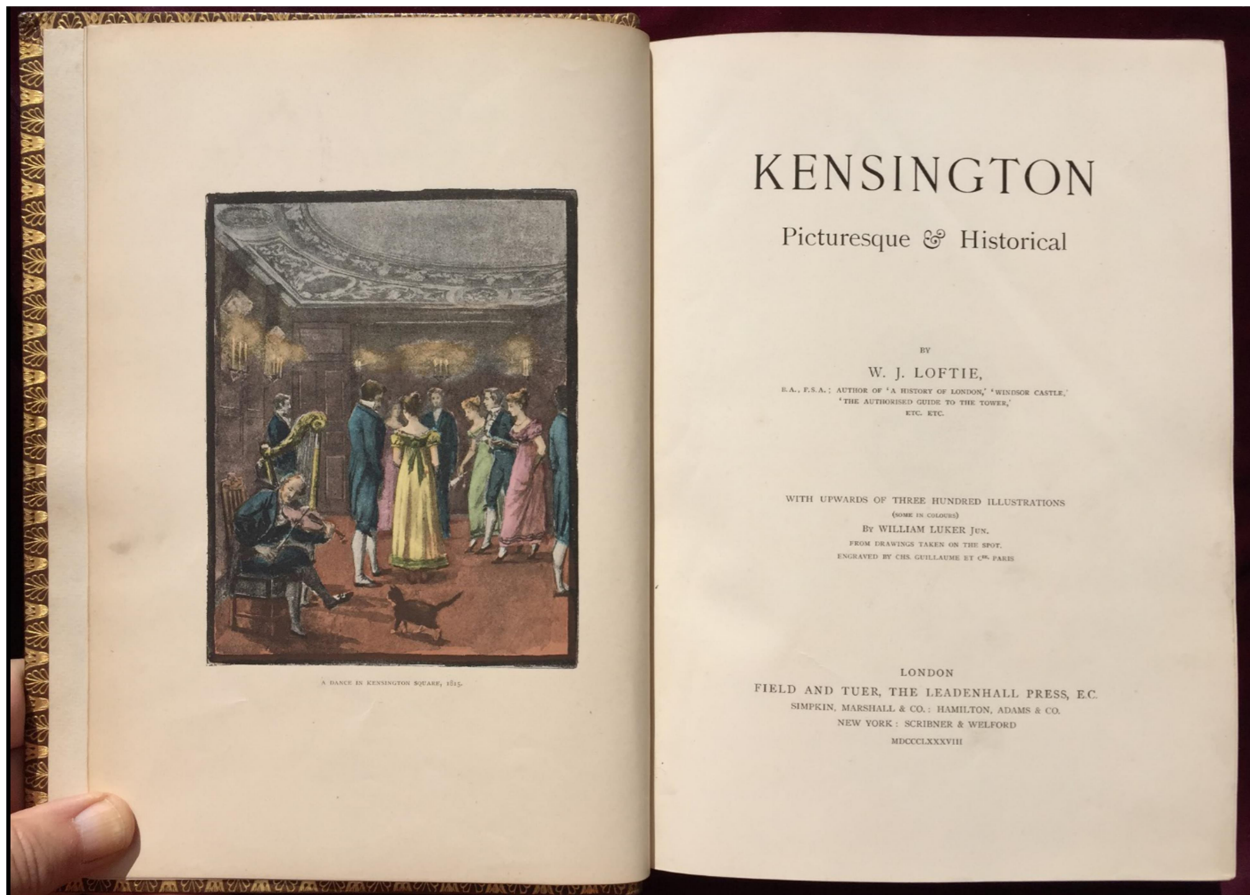 A DANCE IN KENSINGTON SQUARE, 1815.
KENSINGTON
Picturesque & Historical
BY
W. J. LOFTIE,
B.A., F.S.A.; AUTHOR OF 'A HISTORY OF LONDON,' 'WINDSOR CASTLE,'
'THE AUTHORISED GUIDE TO THE TOWER,'
ETC. ETC.
WITH UPWARDS OF THREE HUNDRED ILLUSTRATIONS
(SOME IN COLOURS)
By WILLIAM LUKER Jun.
FROM DRAWINGS TAKEN ON THE SPOT.
ENGRAVED BY CHS. GUILLAUME ET Cie. PARIS
LONDON
FIELD AND TUER, THE LEADENHALL PRESS, E.C.
SIMPKIN, MARSHALL & CO.: HAMILTON, ADAMS & CO.
NEW YORK: SCRIBNER & WELFORD
MDCCCLXXXVIII